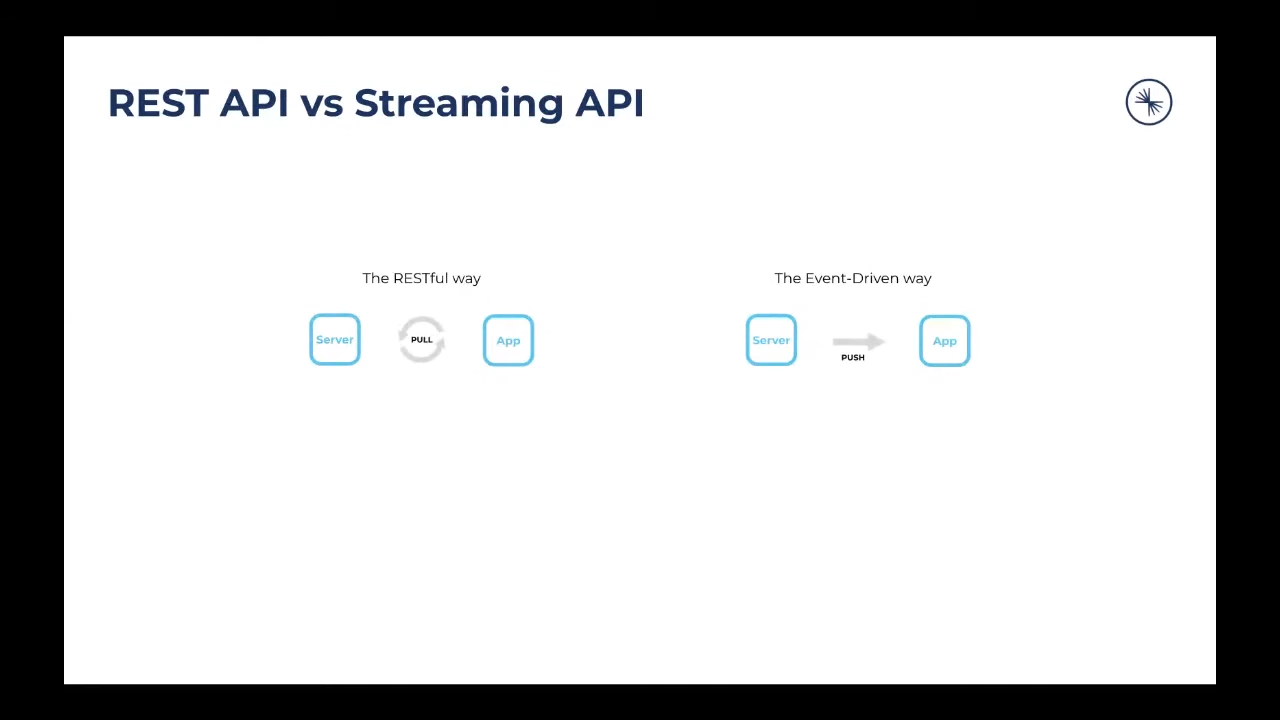 REST API vs Streaming API
The RESTful way
Server
PULL
App
The Event-Driven way
Server
PUSH
App